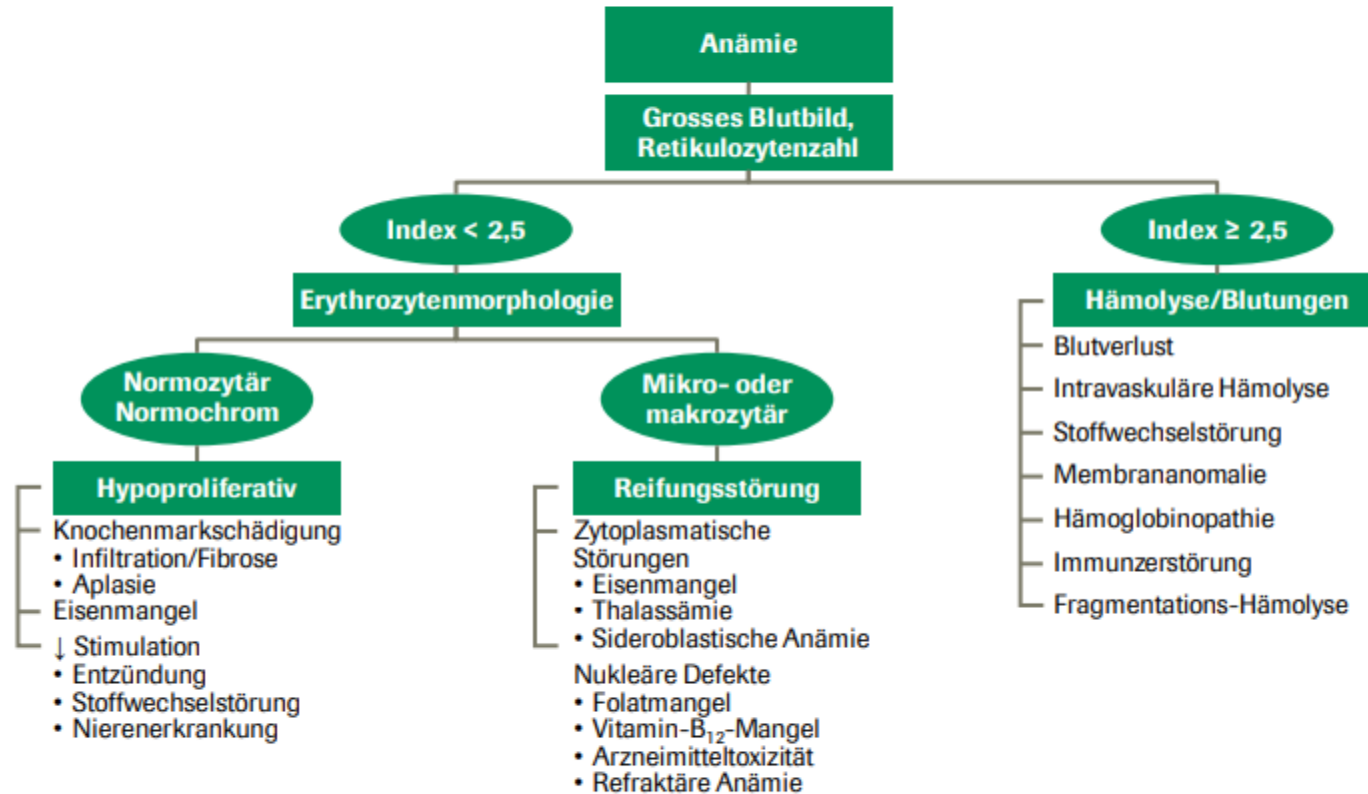 Anämie
Grosses Blutbild,
Retikulozytenzahl
Index < 2,5
Erythrozytenmorphologie
Normozytär
Normochrom
Hypoproliferativ
Knochenmarkschädigung
• Infiltration/Fibrose
• Aplasie
Eisenmangel
↓ Stimulation
• Entzündung
• Stoffwechselstörung
• Nierenerkrankung
Mikro- oder
makrozytär
Reifungsstörung
Zytoplasmatische
Störungen
• Eisenmangel
• Thalassämie
• Sideroblastische Anämie
Nukleäre Defekte
• Folatmangel
• Vitamin-B₁₂-Mangel
• Arzneimitteltoxizität
• Refraktäre Anämie
Index ≥ 2,5
Hämolyse/Blutungen
Blutverlust
Intravaskuläre Hämolyse
Stoffwechselstörung
Membrananomalie
Hämoglobinopathie
Immunzerstörung
Fragmentations-Hämolyse